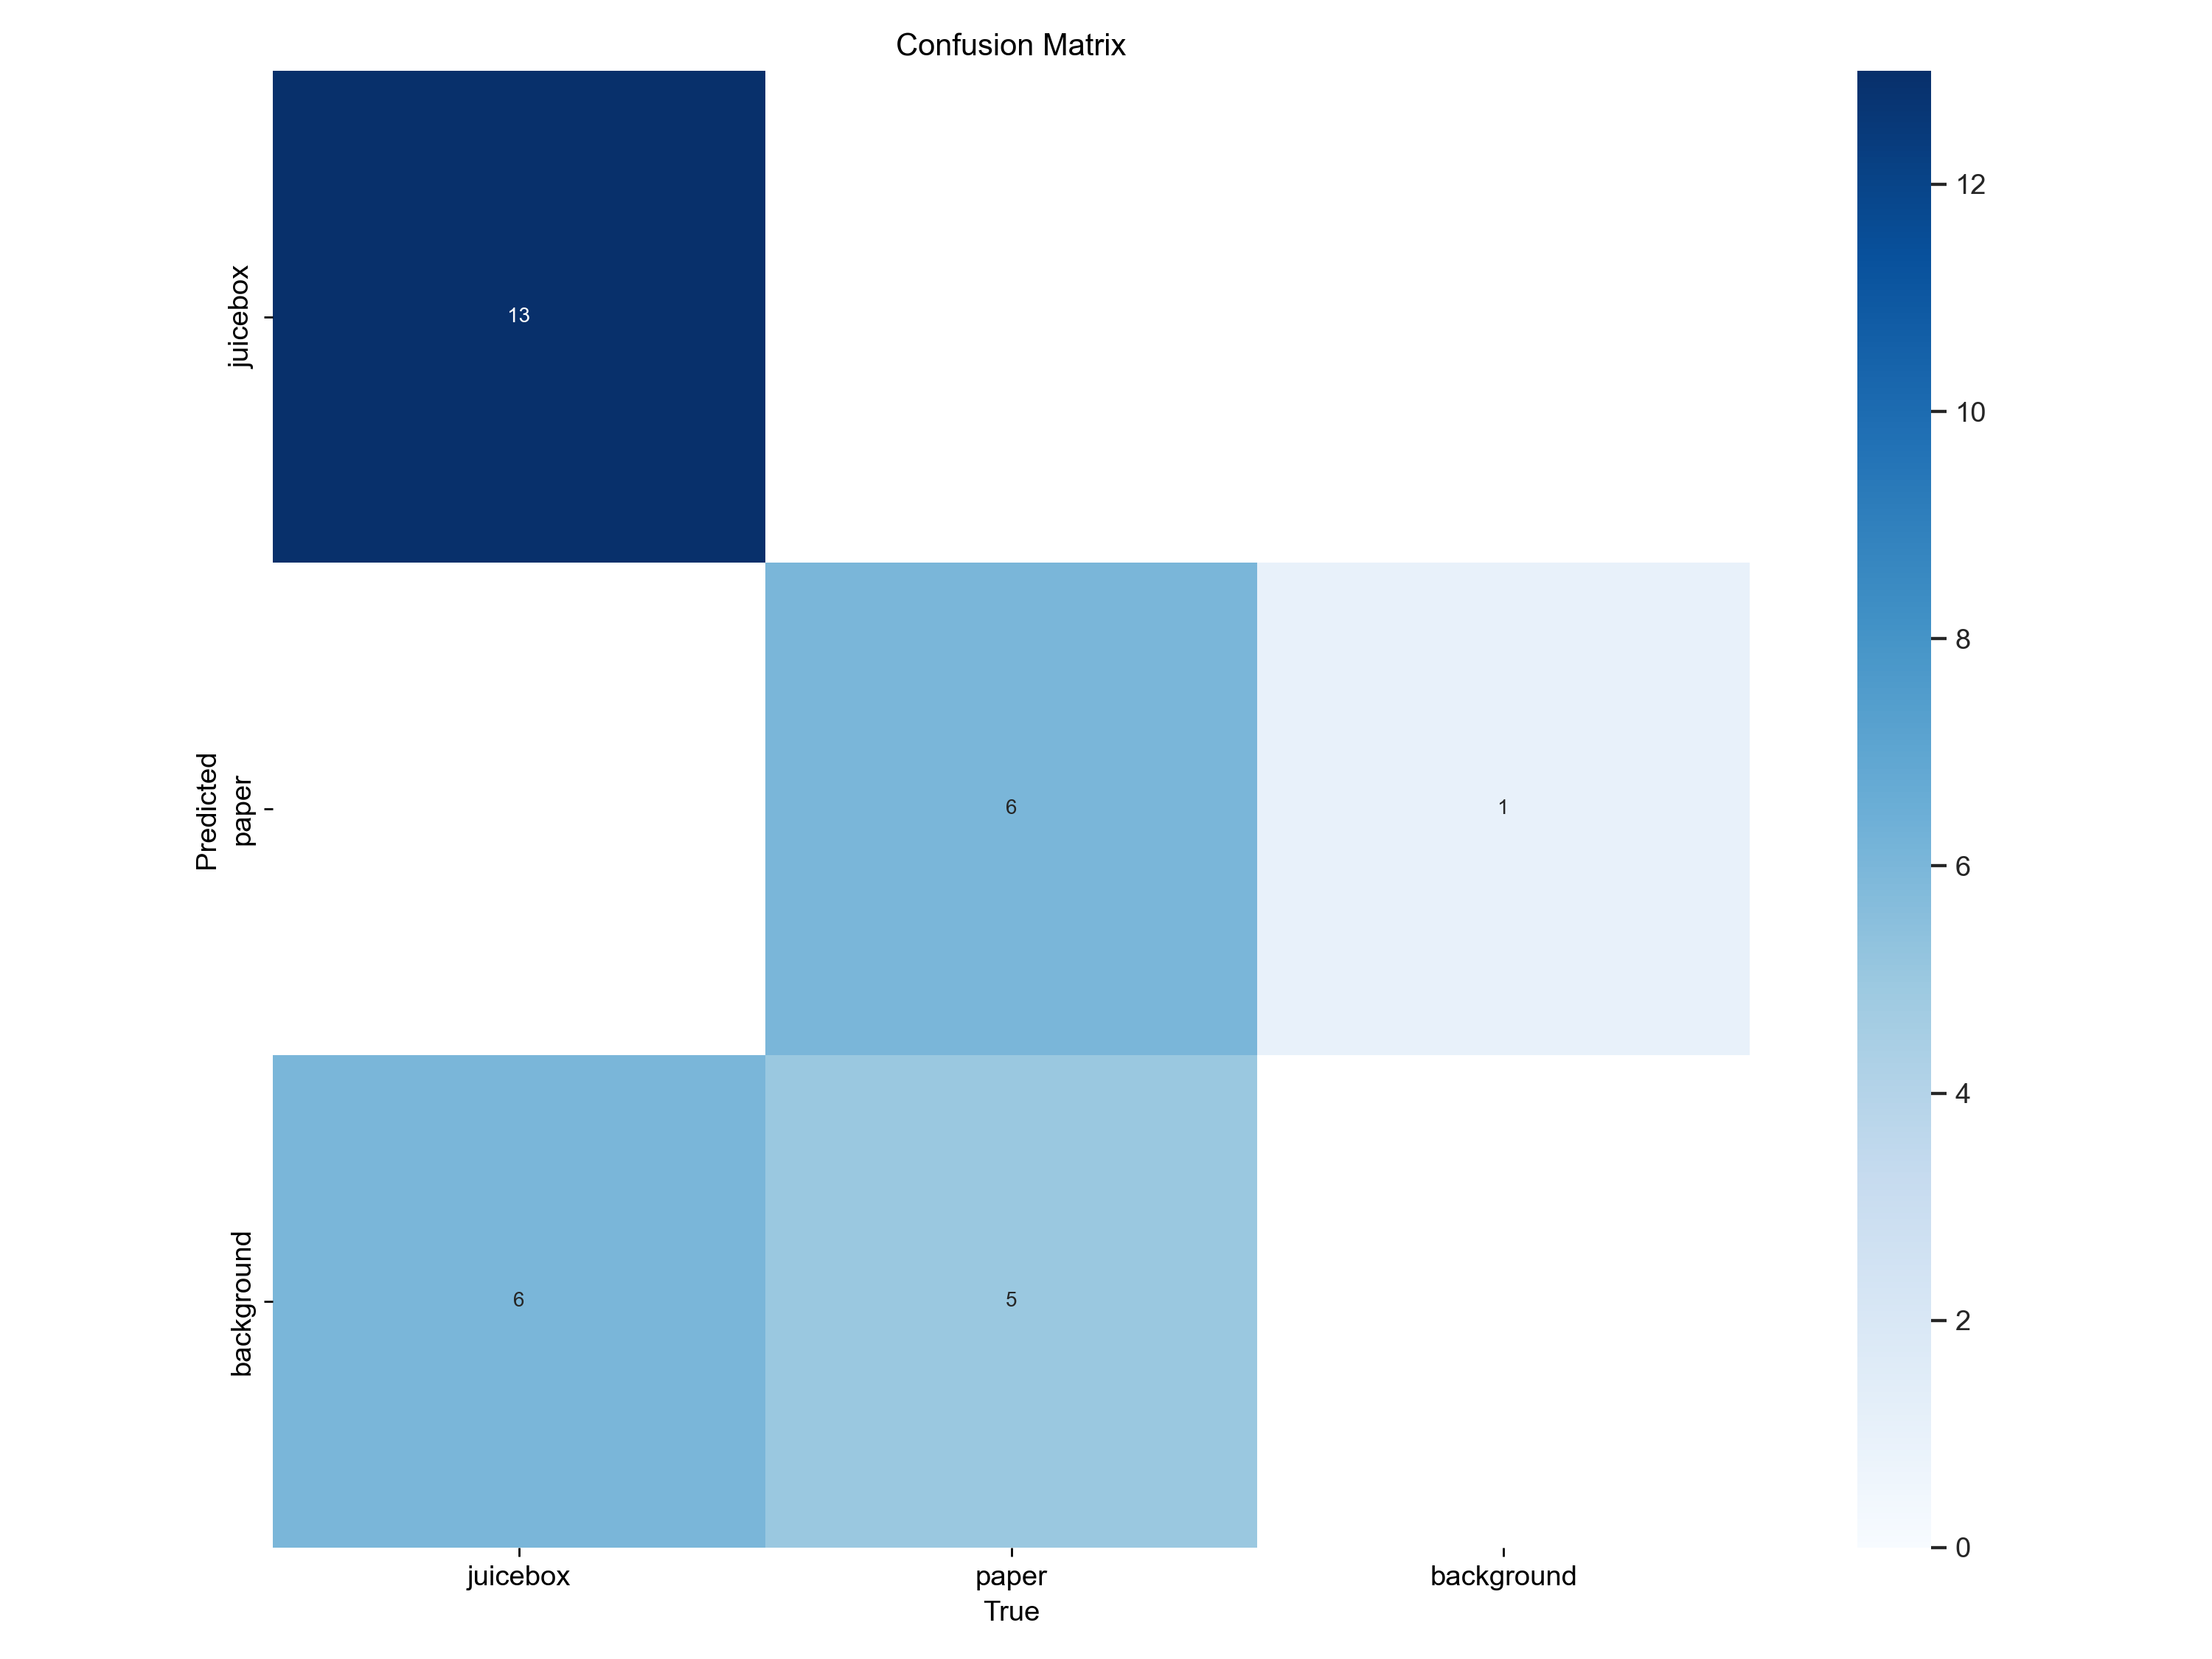 Confusion Matrix
juicebox
paper
background
Predicted
13
6
1
6
5
juicebox
paper
background
True
12
10
8
6
4
2
0